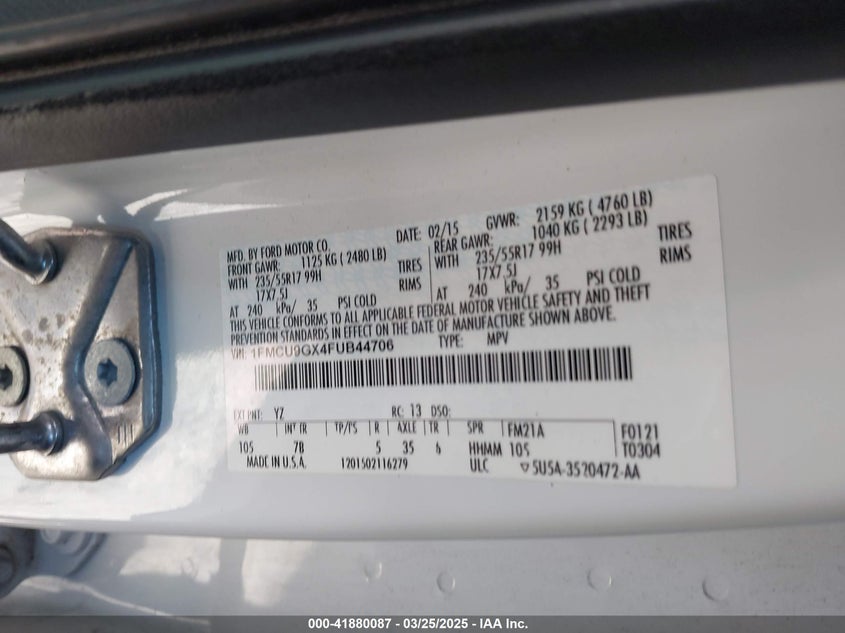 MFD. BY FORD MOTOR CO.
DATE: 02/15 GVWR: 2159 KG ( 4760 LB)
FRONT GAWR: 1125 KG ( 2480 LB) REAR GAWR: 1040 KG ( 2293 LB)
WITH 235/55R17 99H TIRES WITH 235/55R17 99H TIRES
17X7.5J RIMS 17X7.5J RIMS
AT 240 kPa/ 35 PSI COLD AT 240 kPa/ 35 PSI COLD
THIS VEHICLE CONFORMS TO ALL APPLICABLE FEDERAL MOTOR VEHICLE SAFETY AND THEFT
PREVENTION STANDARDS IN EFFECT ON THE DATE OF MANUFACTURE SHOWN ABOVE.
VIN: 1FMCU9GX4FUB44706 TYPE: MPV
EXT PNT: YZ RC: 13 DSO:
WB INT TR TP/PS R AXLE TR SPR FM21A F0121
105 7B 5 35 6 HHMM 105 T0304
MADE IN U.S.A. 1201502116279 ULC 5U5A-3520472-AA
000-41880087 - 03/25/2025 - IAA Inc.